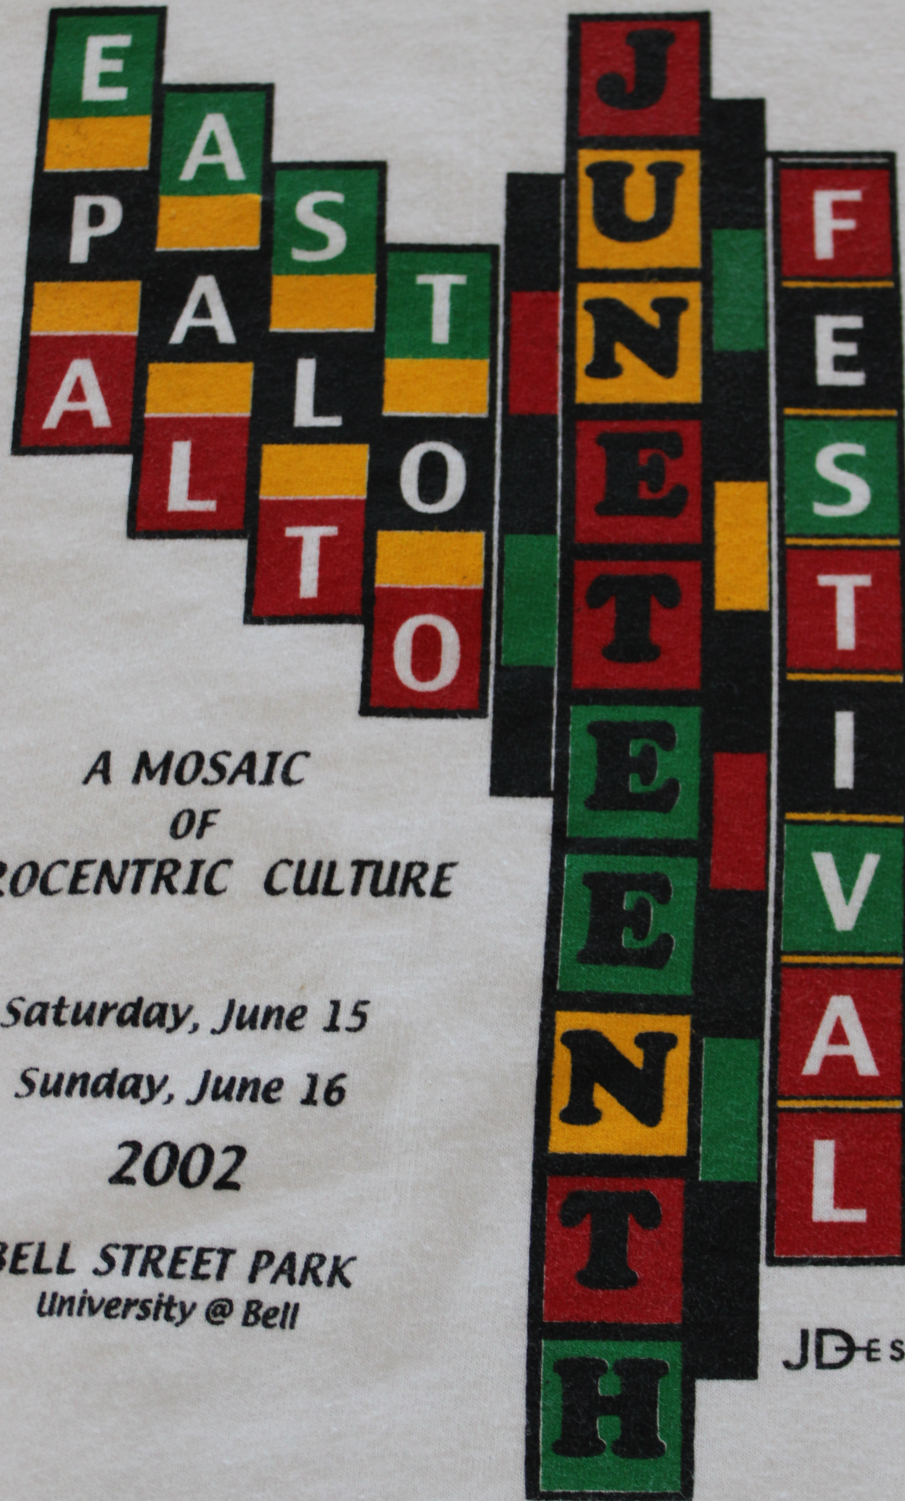 EAST
PALO
ALTO
JUNETEENTH
FESTIVAL
A MOSAIC
OF
ROCENTRIC CULTURE
Saturday, June 15
Sunday, June 16
2002
BELL STREET PARK
University @ Bell
JDES